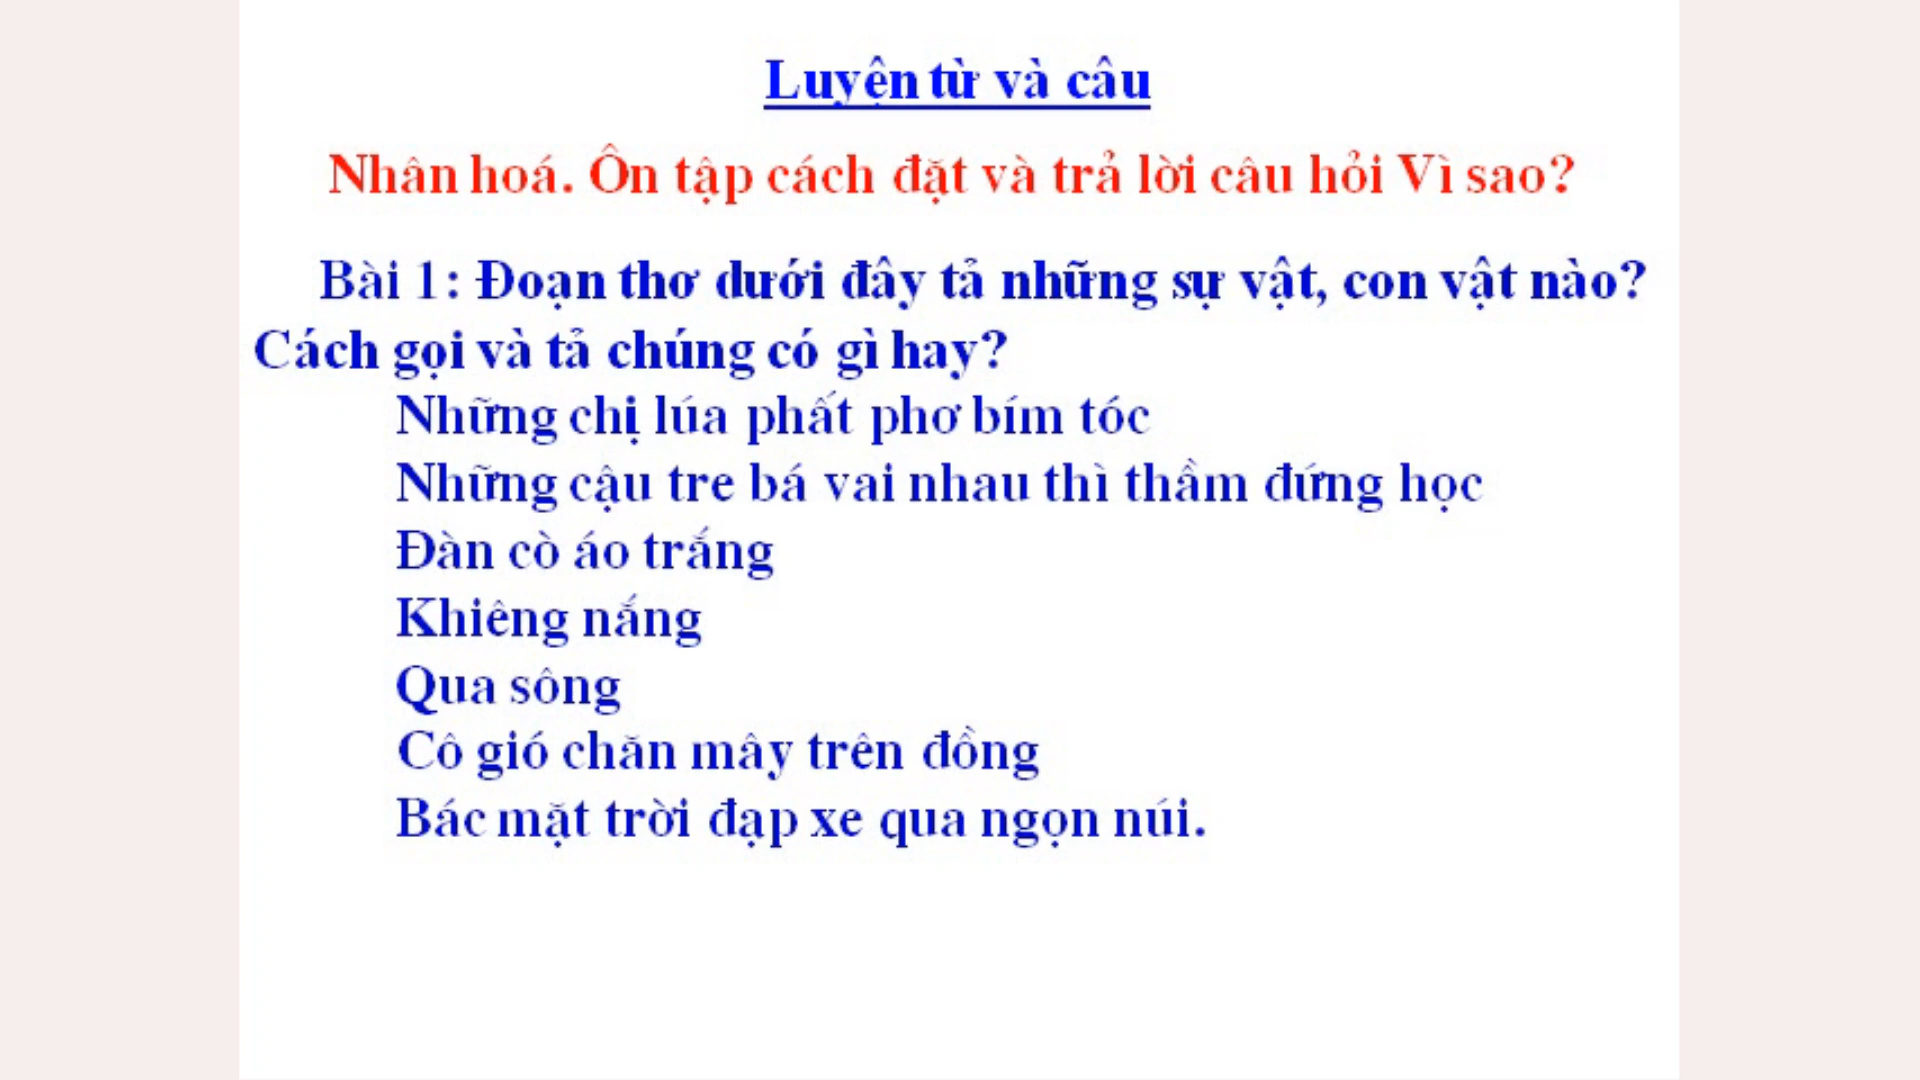 Luyện từ và câu
Nhân hoá. Ôn tập cách đặt và trả lời câu hỏi Vì sao?
Bài 1: Đoạn thơ dưới đây tả những sự vật, con vật nào?
Cách gọi và tả chúng có gì hay?
Những chị lúa phất phơ bím tóc
Những cậu tre bá vai nhau thì thầm đứng học
Đàn cò áo trắng
Khiêng nắng
Qua sông
Cô gió chăn mây trên đồng
Bác mặt trời đạp xe qua ngọn núi.